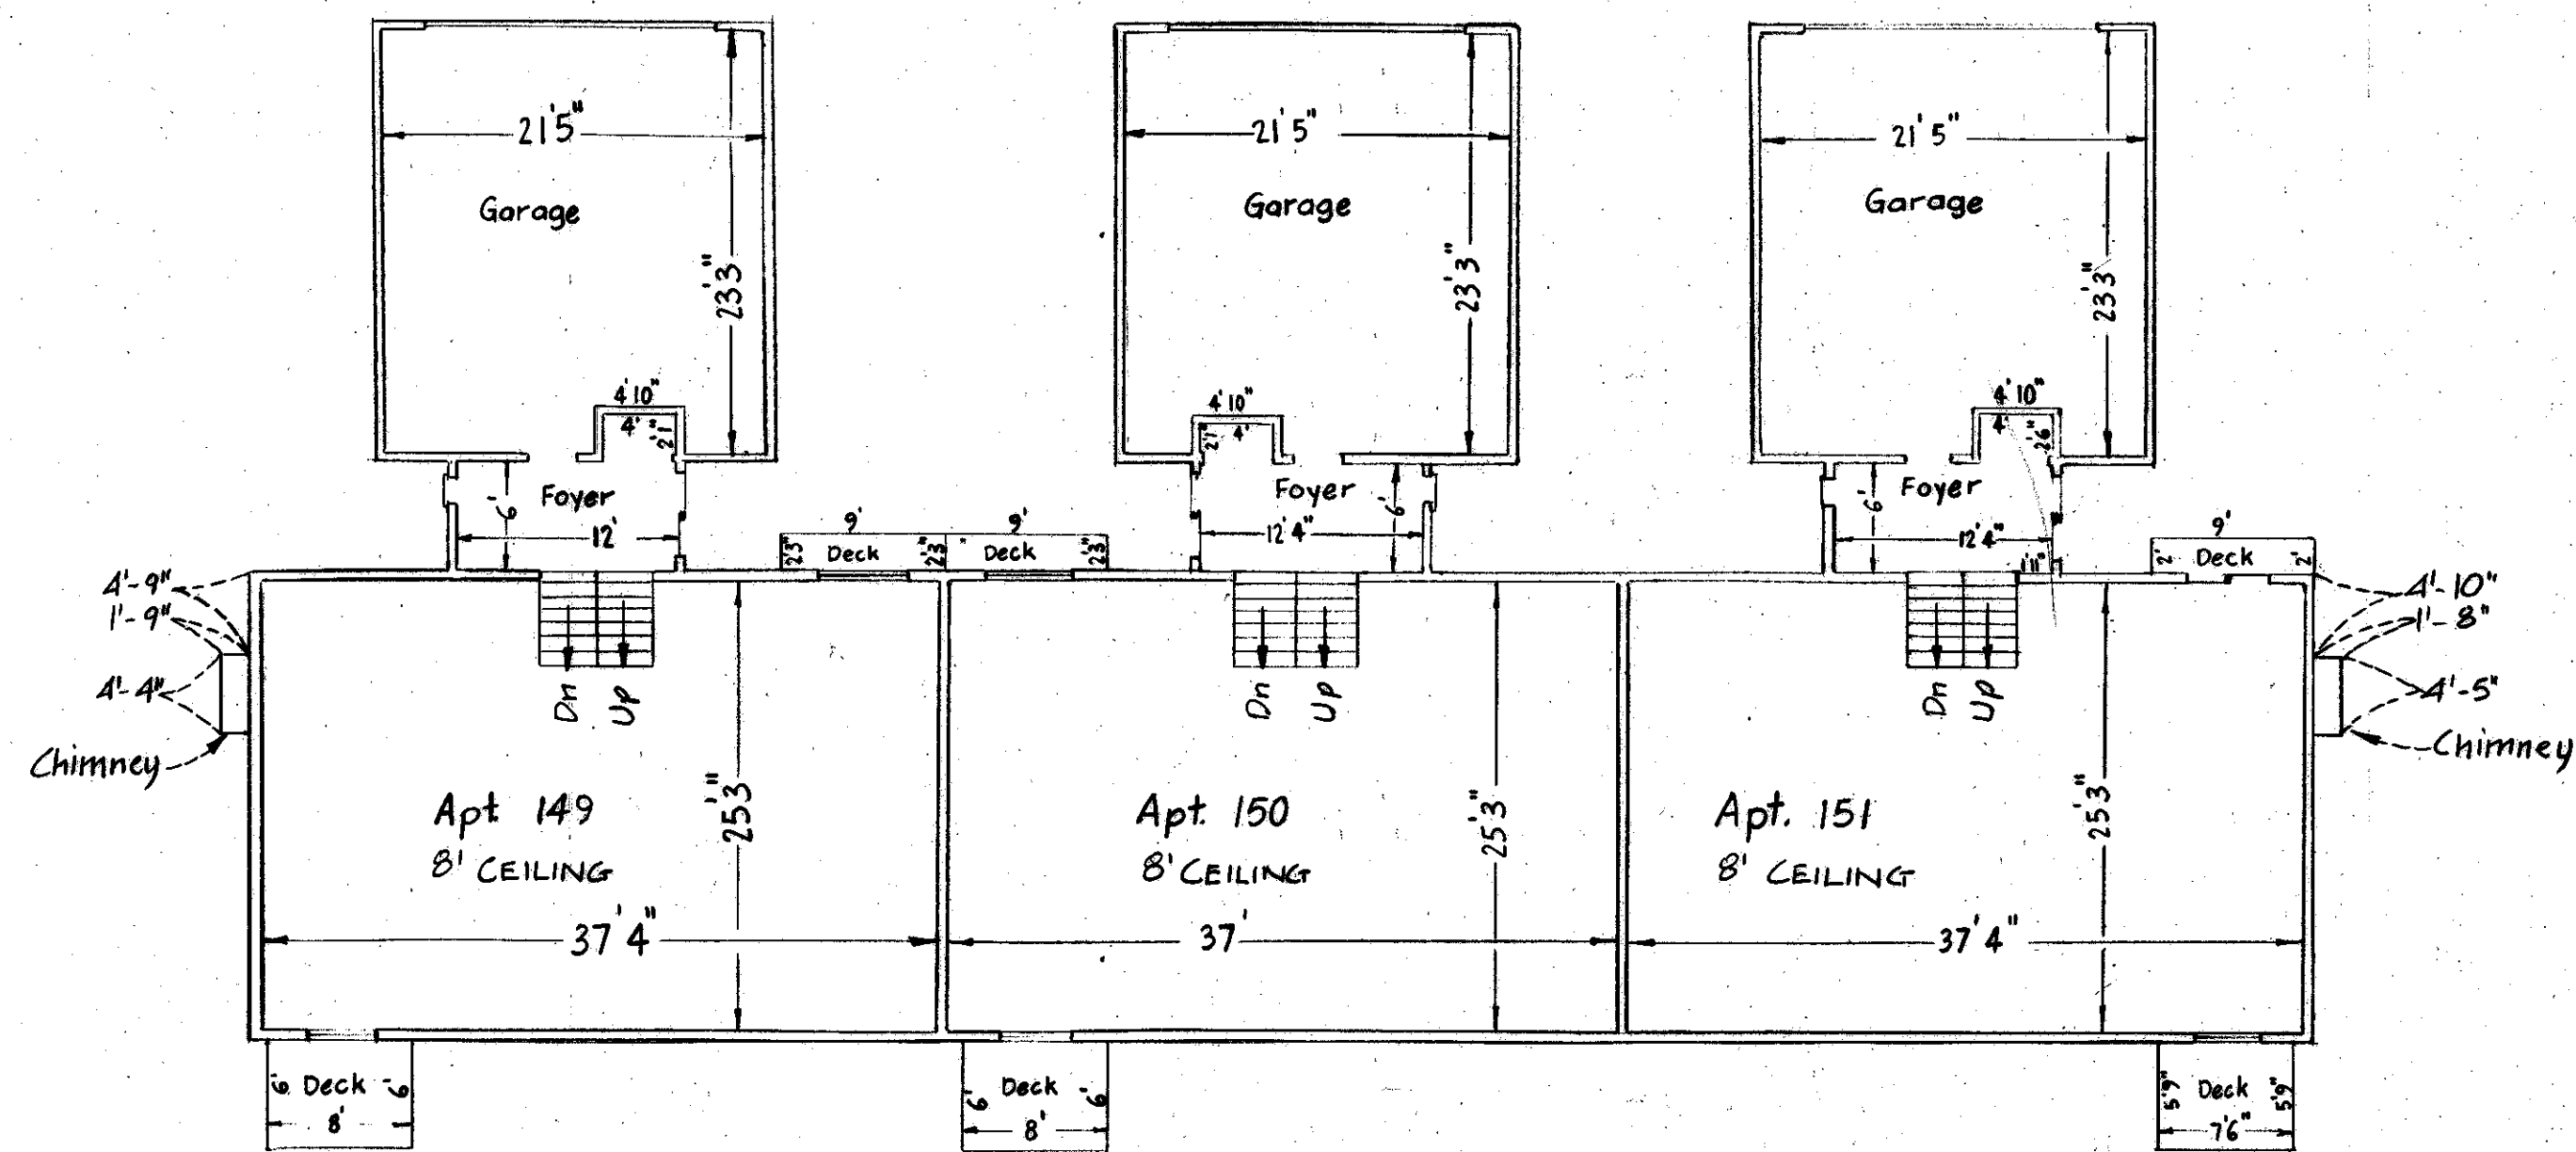 21'5"
21'5"
21'5"
Garage
Garage
Garage
23'3"
23'3"
23'3"
4'10"
4'
2'1"
4'10"
2'1"
4'
4'10"
4'
2'6"
Foyer
6'
12'
Foyer
6'
12'4"
Foyer
6'
12'4"
1'11"
9'
9'
2'3"
Deck
2'3"
Deck
2'3"
9'
2'
Deck
2'
4'-9"
1'-9"
4'-4"
Chimney
4'-10"
1'-8"
4'-5"
Chimney
Dn
Up
Dn
Up
Dn
Up
Apt. 149
8' CEILING
25'3"
37'4"
Apt. 150
8' CEILING
25'3"
37'
Apt. 151
8' CEILING
25'3"
37'4"
6'
Deck
6'
8'
6'
Deck
6'
8'
5'9"
Deck
5'9"
7'6"